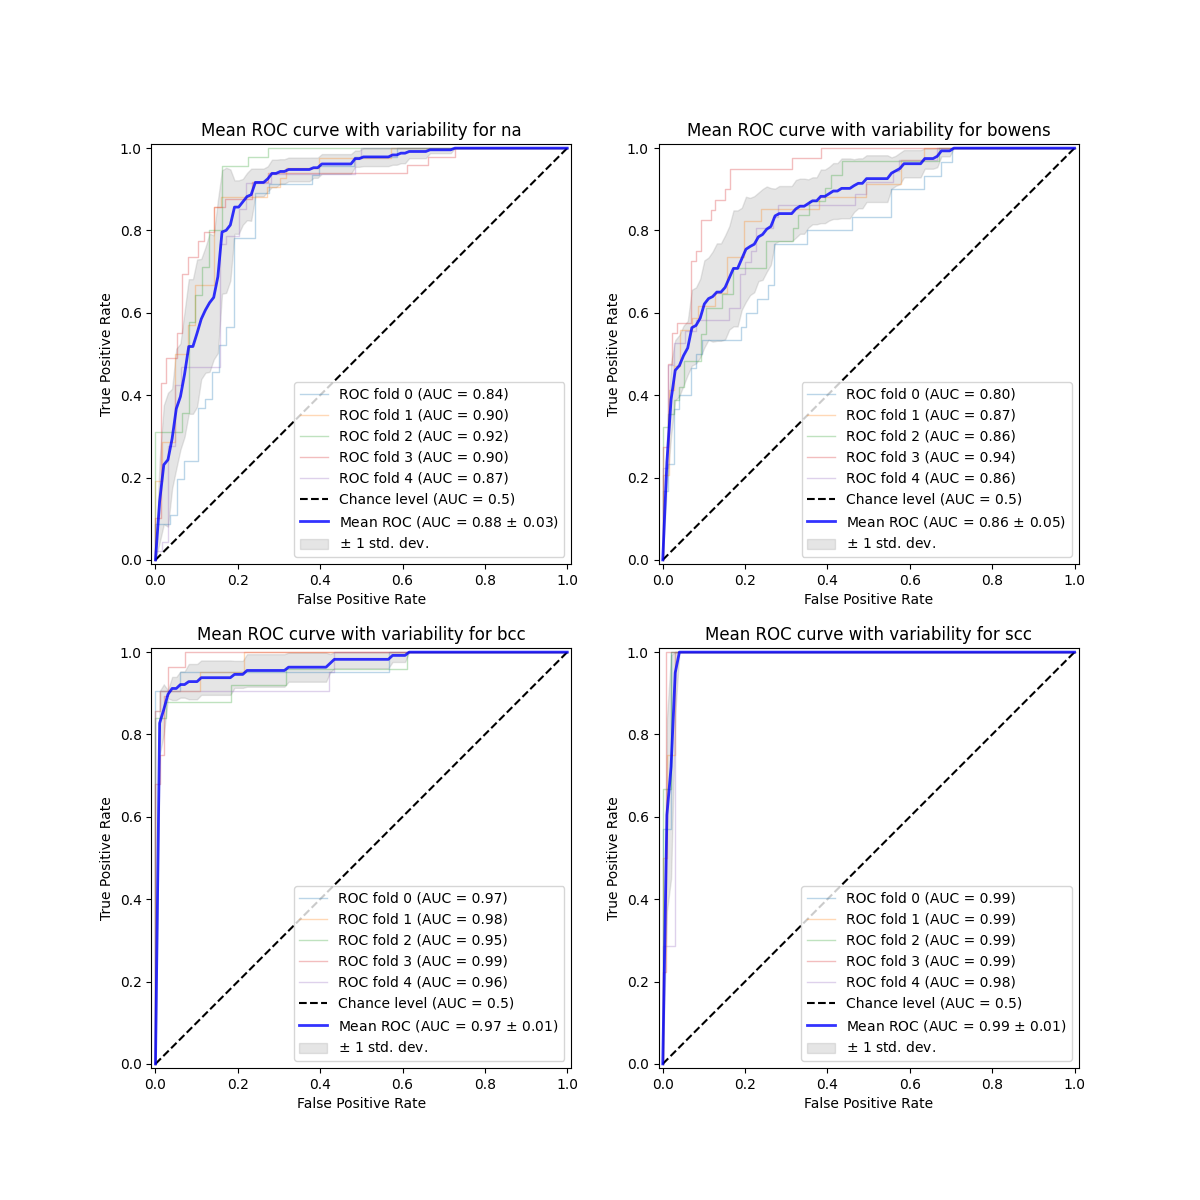 Mean ROC curve with variability for na
1.0
0.8
0.6
0.4
0.2
0.0
True Positive Rate
ROC fold 0 (AUC = 0.84)
ROC fold 1 (AUC = 0.90)
ROC fold 2 (AUC = 0.92)
ROC fold 3 (AUC = 0.90)
ROC fold 4 (AUC = 0.87)
Chance level (AUC = 0.5)
Mean ROC (AUC = 0.88 ± 0.03)
± 1 std. dev.
0.0 0.2 0.4 0.6 0.8 1.0
False Positive Rate
Mean ROC curve with variability for bowens
1.0
0.8
0.6
0.4
0.2
0.0
True Positive Rate
ROC fold 0 (AUC = 0.80)
ROC fold 1 (AUC = 0.87)
ROC fold 2 (AUC = 0.86)
ROC fold 3 (AUC = 0.94)
ROC fold 4 (AUC = 0.86)
Chance level (AUC = 0.5)
Mean ROC (AUC = 0.86 ± 0.05)
± 1 std. dev.
0.0 0.2 0.4 0.6 0.8 1.0
False Positive Rate
Mean ROC curve with variability for bcc
1.0
0.8
0.6
0.4
0.2
0.0
True Positive Rate
ROC fold 0 (AUC = 0.97)
ROC fold 1 (AUC = 0.98)
ROC fold 2 (AUC = 0.95)
ROC fold 3 (AUC = 0.99)
ROC fold 4 (AUC = 0.96)
Chance level (AUC = 0.5)
Mean ROC (AUC = 0.97 ± 0.01)
± 1 std. dev.
0.0 0.2 0.4 0.6 0.8 1.0
False Positive Rate
Mean ROC curve with variability for scc
1.0
0.8
0.6
0.4
0.2
0.0
True Positive Rate
ROC fold 0 (AUC = 0.99)
ROC fold 1 (AUC = 0.99)
ROC fold 2 (AUC = 0.99)
ROC fold 3 (AUC = 0.99)
ROC fold 4 (AUC = 0.98)
Chance level (AUC = 0.5)
Mean ROC (AUC = 0.99 ± 0.01)
± 1 std. dev.
0.0 0.2 0.4 0.6 0.8 1.0
False Positive Rate